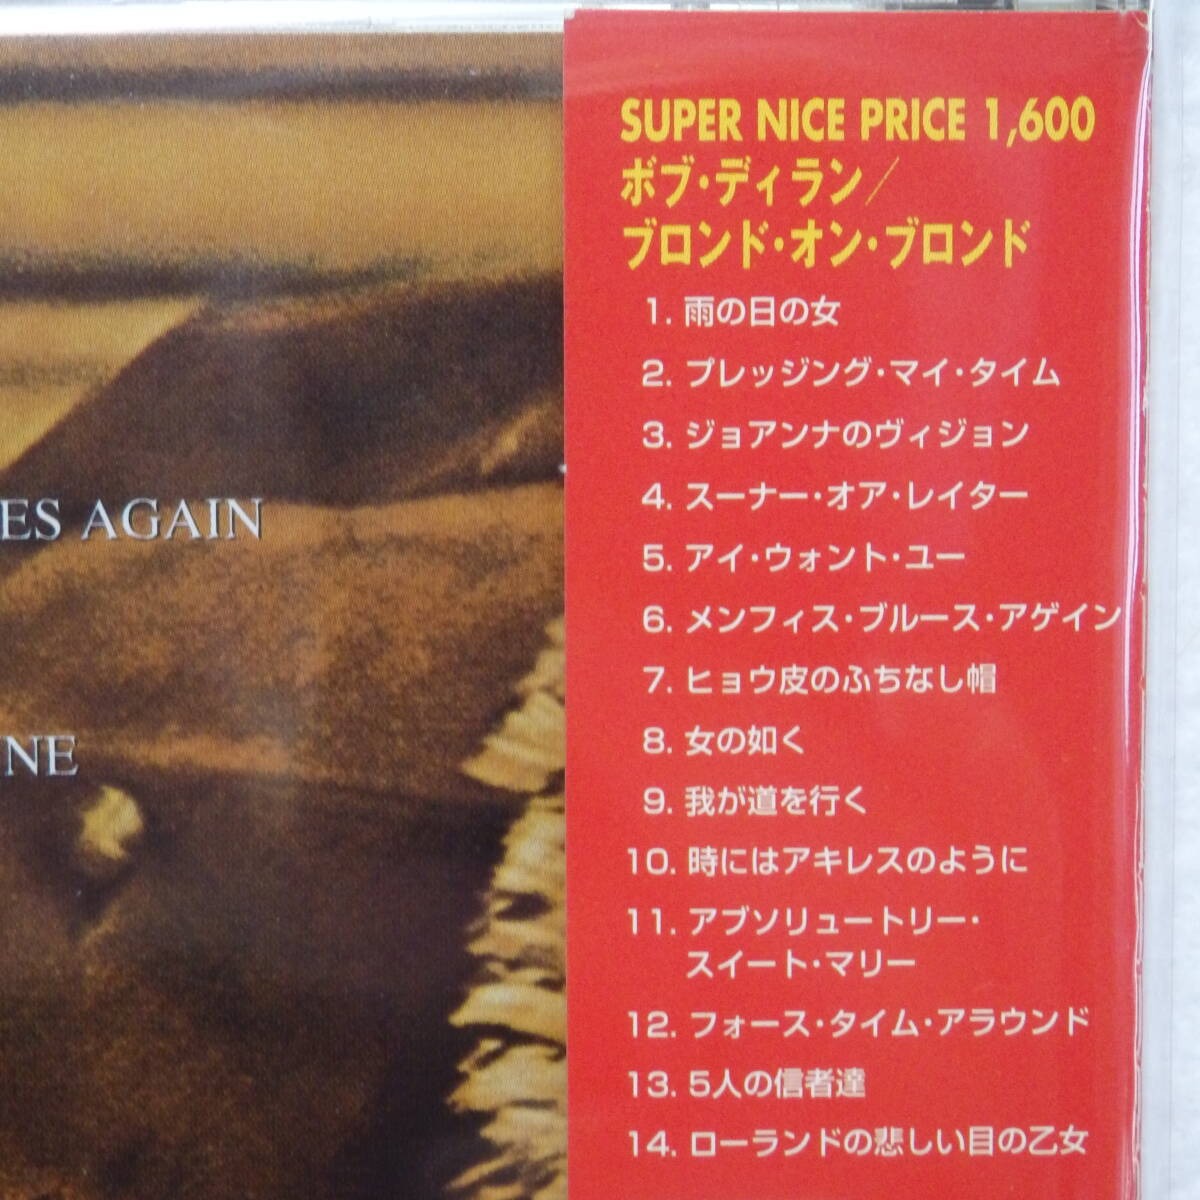 ES AGAIN
NE
SUPER NICE PRICE 1,600
ボブ・ディラン／
ブロンド・オン・ブロンド
1. 雨の日の女
2. プレッジング・マイ・タイム
3. ジョアンナのヴィジョン
4. スーナー・オア・レイター
5. アイ・ウォント・ユー
6. メンフィス・ブルース・アゲイン
7. ヒョウ皮のふちなし帽
8. 女の如く
9. 我が道を行く
10. 時にはアキレスのように
11. アブソリュートリー・
スイート・マリー
12. フォース・タイム・アラウンド
13. 5人の信者達
14. ローランドの悲しい目の乙女